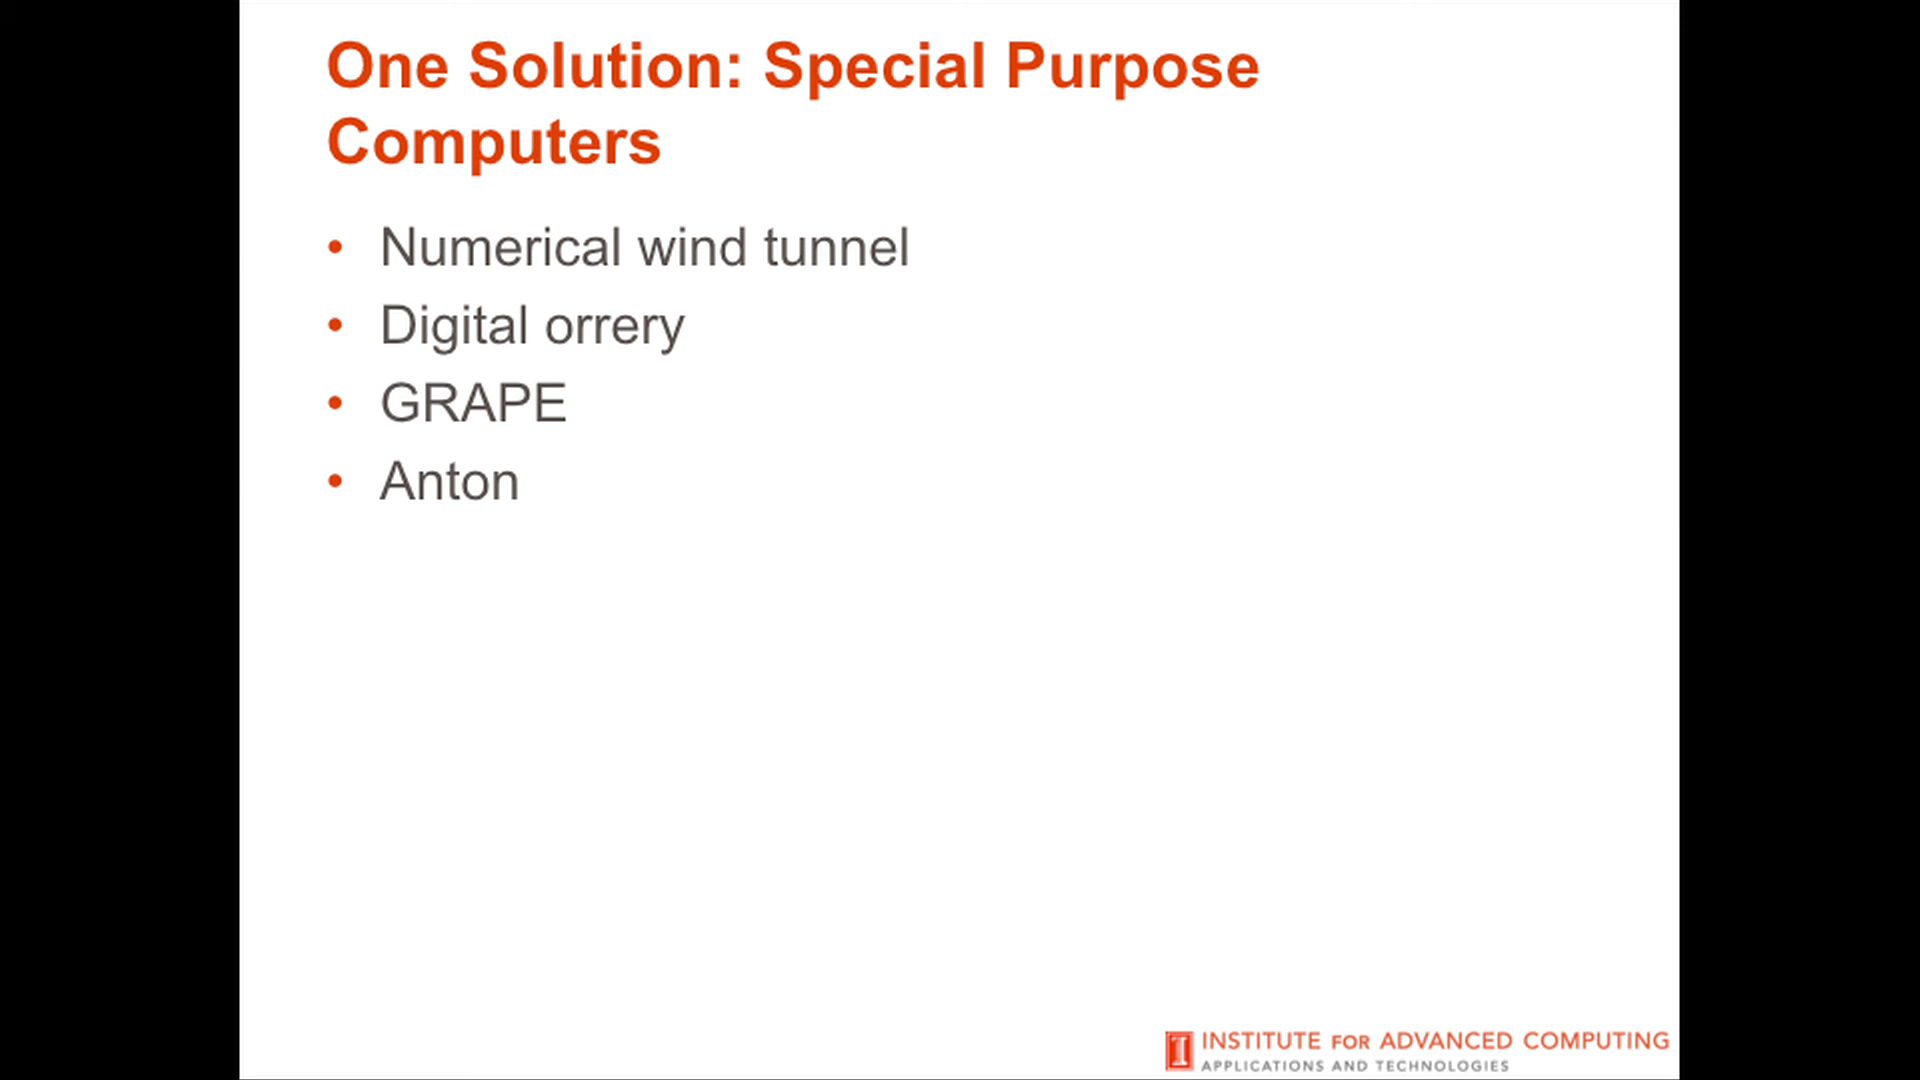 One Solution: Special Purpose
Computers
• Numerical wind tunnel
• Digital orrery
• GRAPE
• Anton
I INSTITUTE FOR ADVANCED COMPUTING
APPLICATIONS AND TECHNOLOGIES